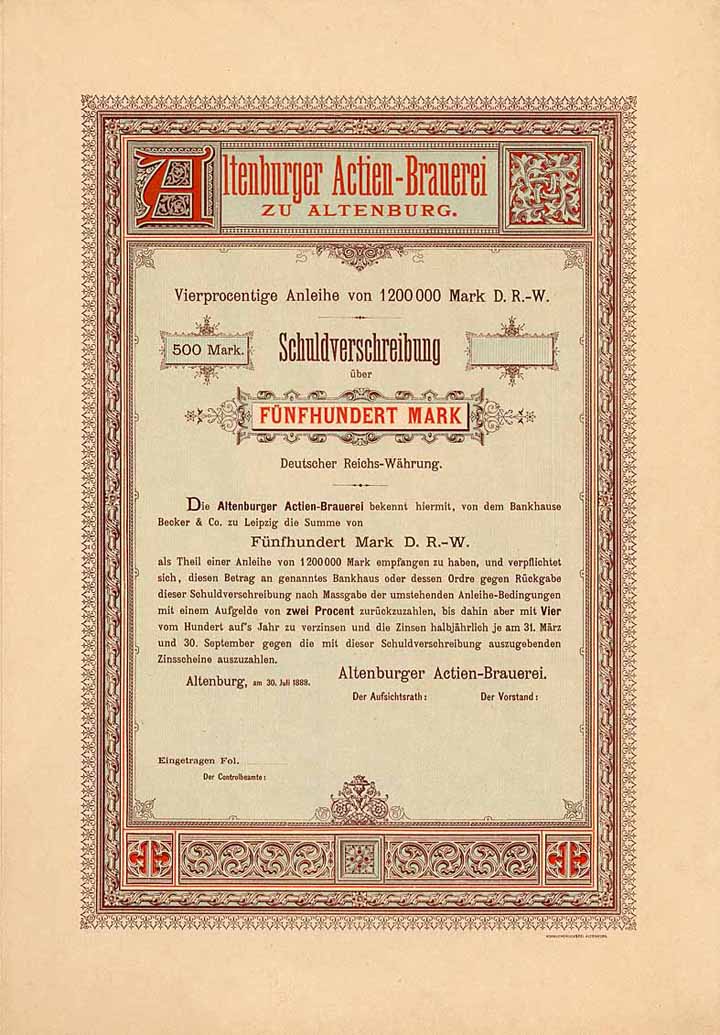 Altenburger Actien-Brauerei
ZU ALTENBURG.
Vierprocentige Anleihe von 1200000 Mark D. R.-W.
500 Mark.
Schuldverschreibung
über
FÜNFHUNDERT MARK
Deutscher Reichs-Währung.
Die Altenburger Actien-Brauerei bekennt hiermit, von dem Bankhause
Becker & Co. zu Leipzig die Summe von
Fünfhundert Mark D. R.-W.
als Theil einer Anleihe von 1200000 Mark empfangen zu haben, und verpflichtet
sich, diesen Betrag an genanntes Bankhaus oder dessen Ordre gegen Rückgabe
dieser Schuldverschreibung nach Massgabe der umstehenden Anleihe-Bedingungen
mit einem Aufgelde von zwei Procent zurückzuzahlen, bis dahin aber mit Vier
vom Hundert auf's Jahr zu verzinsen und die Zinsen halbjährlich je am 31. März
und 30. September gegen die mit dieser Schuldverschreibung auszugebenden
Zinsscheine auszuzahlen.
Altenburg, am 30. Juli 1888.
Altenburger Actien-Brauerei.
Der Aufsichtsrath:
Der Vorstand:
Eingetragen Fol.
Der Controlbeamte: